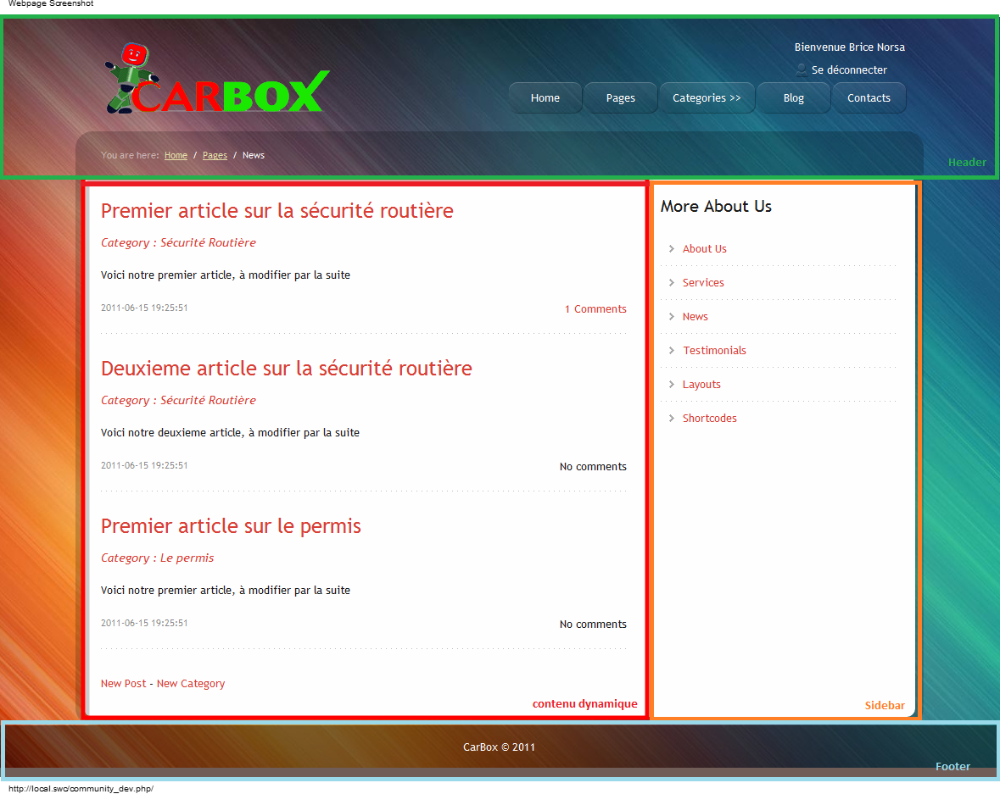 Webpage Screenshot
CARBOX
Bienvenue Brice Norsa
Se déconnecter
Home Pages Categories >> Blog Contacts
You are here: Home / Pages / News
Header
Premier article sur la sécurité routière
Category : Sécurité Routière
Voici notre premier article, à modifier par la suite
2011-06-15 19:25:51 1 Comments
Deuxieme article sur la sécurité routière
Category : Sécurité Routière
Voici notre deuxieme article, à modifier par la suite
2011-06-15 19:25:51 No comments
Premier article sur le permis
Category : Le permis
Voici notre premier article, à modifier par la suite
2011-06-15 19:25:51 No comments
New Post - New Category
contenu dynamique
More About Us
About Us
Services
News
Testimonials
Layouts
Shortcodes
Sidebar
CarBox © 2011
Footer
http://local.swc/community_dev.php/